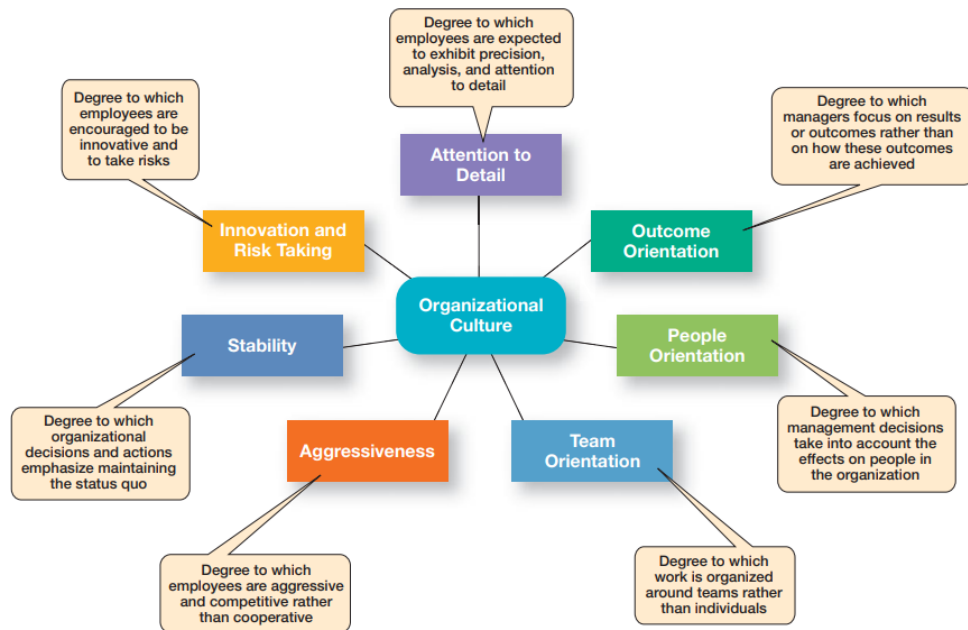 Degree to which
employees are expected
to exhibit precision,
analysis, and attention
to detail
Degree to which
employees are
encouraged to be
innovative and
to take risks
Degree to which
managers focus on results
or outcomes rather than
on how these outcomes
are achieved
Attention to
Detail
Innovation and
Risk Taking
Outcome
Orientation
Organizational
Culture
Stability
People
Orientation
Degree to which
organizational
decisions and actions
emphasize maintaining
the status quo
Aggressiveness
Team
Orientation
Degree to which
management decisions
take into account the
effects on people in
the organization
Degree to which
employees are aggressive
and competitive rather
than cooperative
Degree to which
work is organized
around teams rather
than individuals